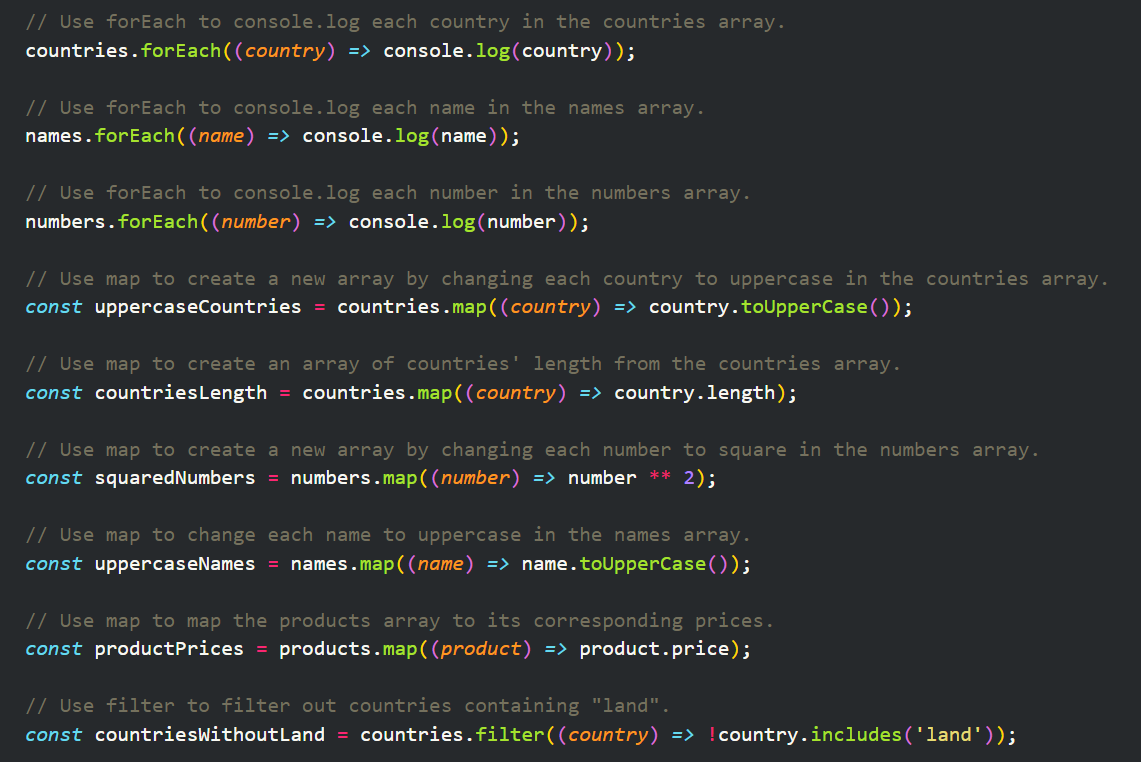 // Use forEach to console.log each country in the countries array.
countries.forEach((country) => console.log(country));
// Use forEach to console.log each name in the names array.
names.forEach((name) => console.log(name));
// Use forEach to console.log each number in the numbers array.
numbers.forEach((number) => console.log(number));
// Use map to create a new array by changing each country to uppercase in the countries array.
const uppercaseCountries = countries.map((country) => country.toUpperCase());
// Use map to create an array of countries' length from the countries array.
const countriesLength = countries.map((country) => country.length);
// Use map to create a new array by changing each number to square in the numbers array.
const squaredNumbers = numbers.map((number) => number ** 2);
// Use map to change each name to uppercase in the names array.
const uppercaseNames = names.map((name) => name.toUpperCase());
// Use map to map the products array to its corresponding prices.
const productPrices = products.map((product) => product.price);
// Use filter to filter out countries containing "land".
const countriesWithoutLand = countries.filter((country) => !country.includes('land'));